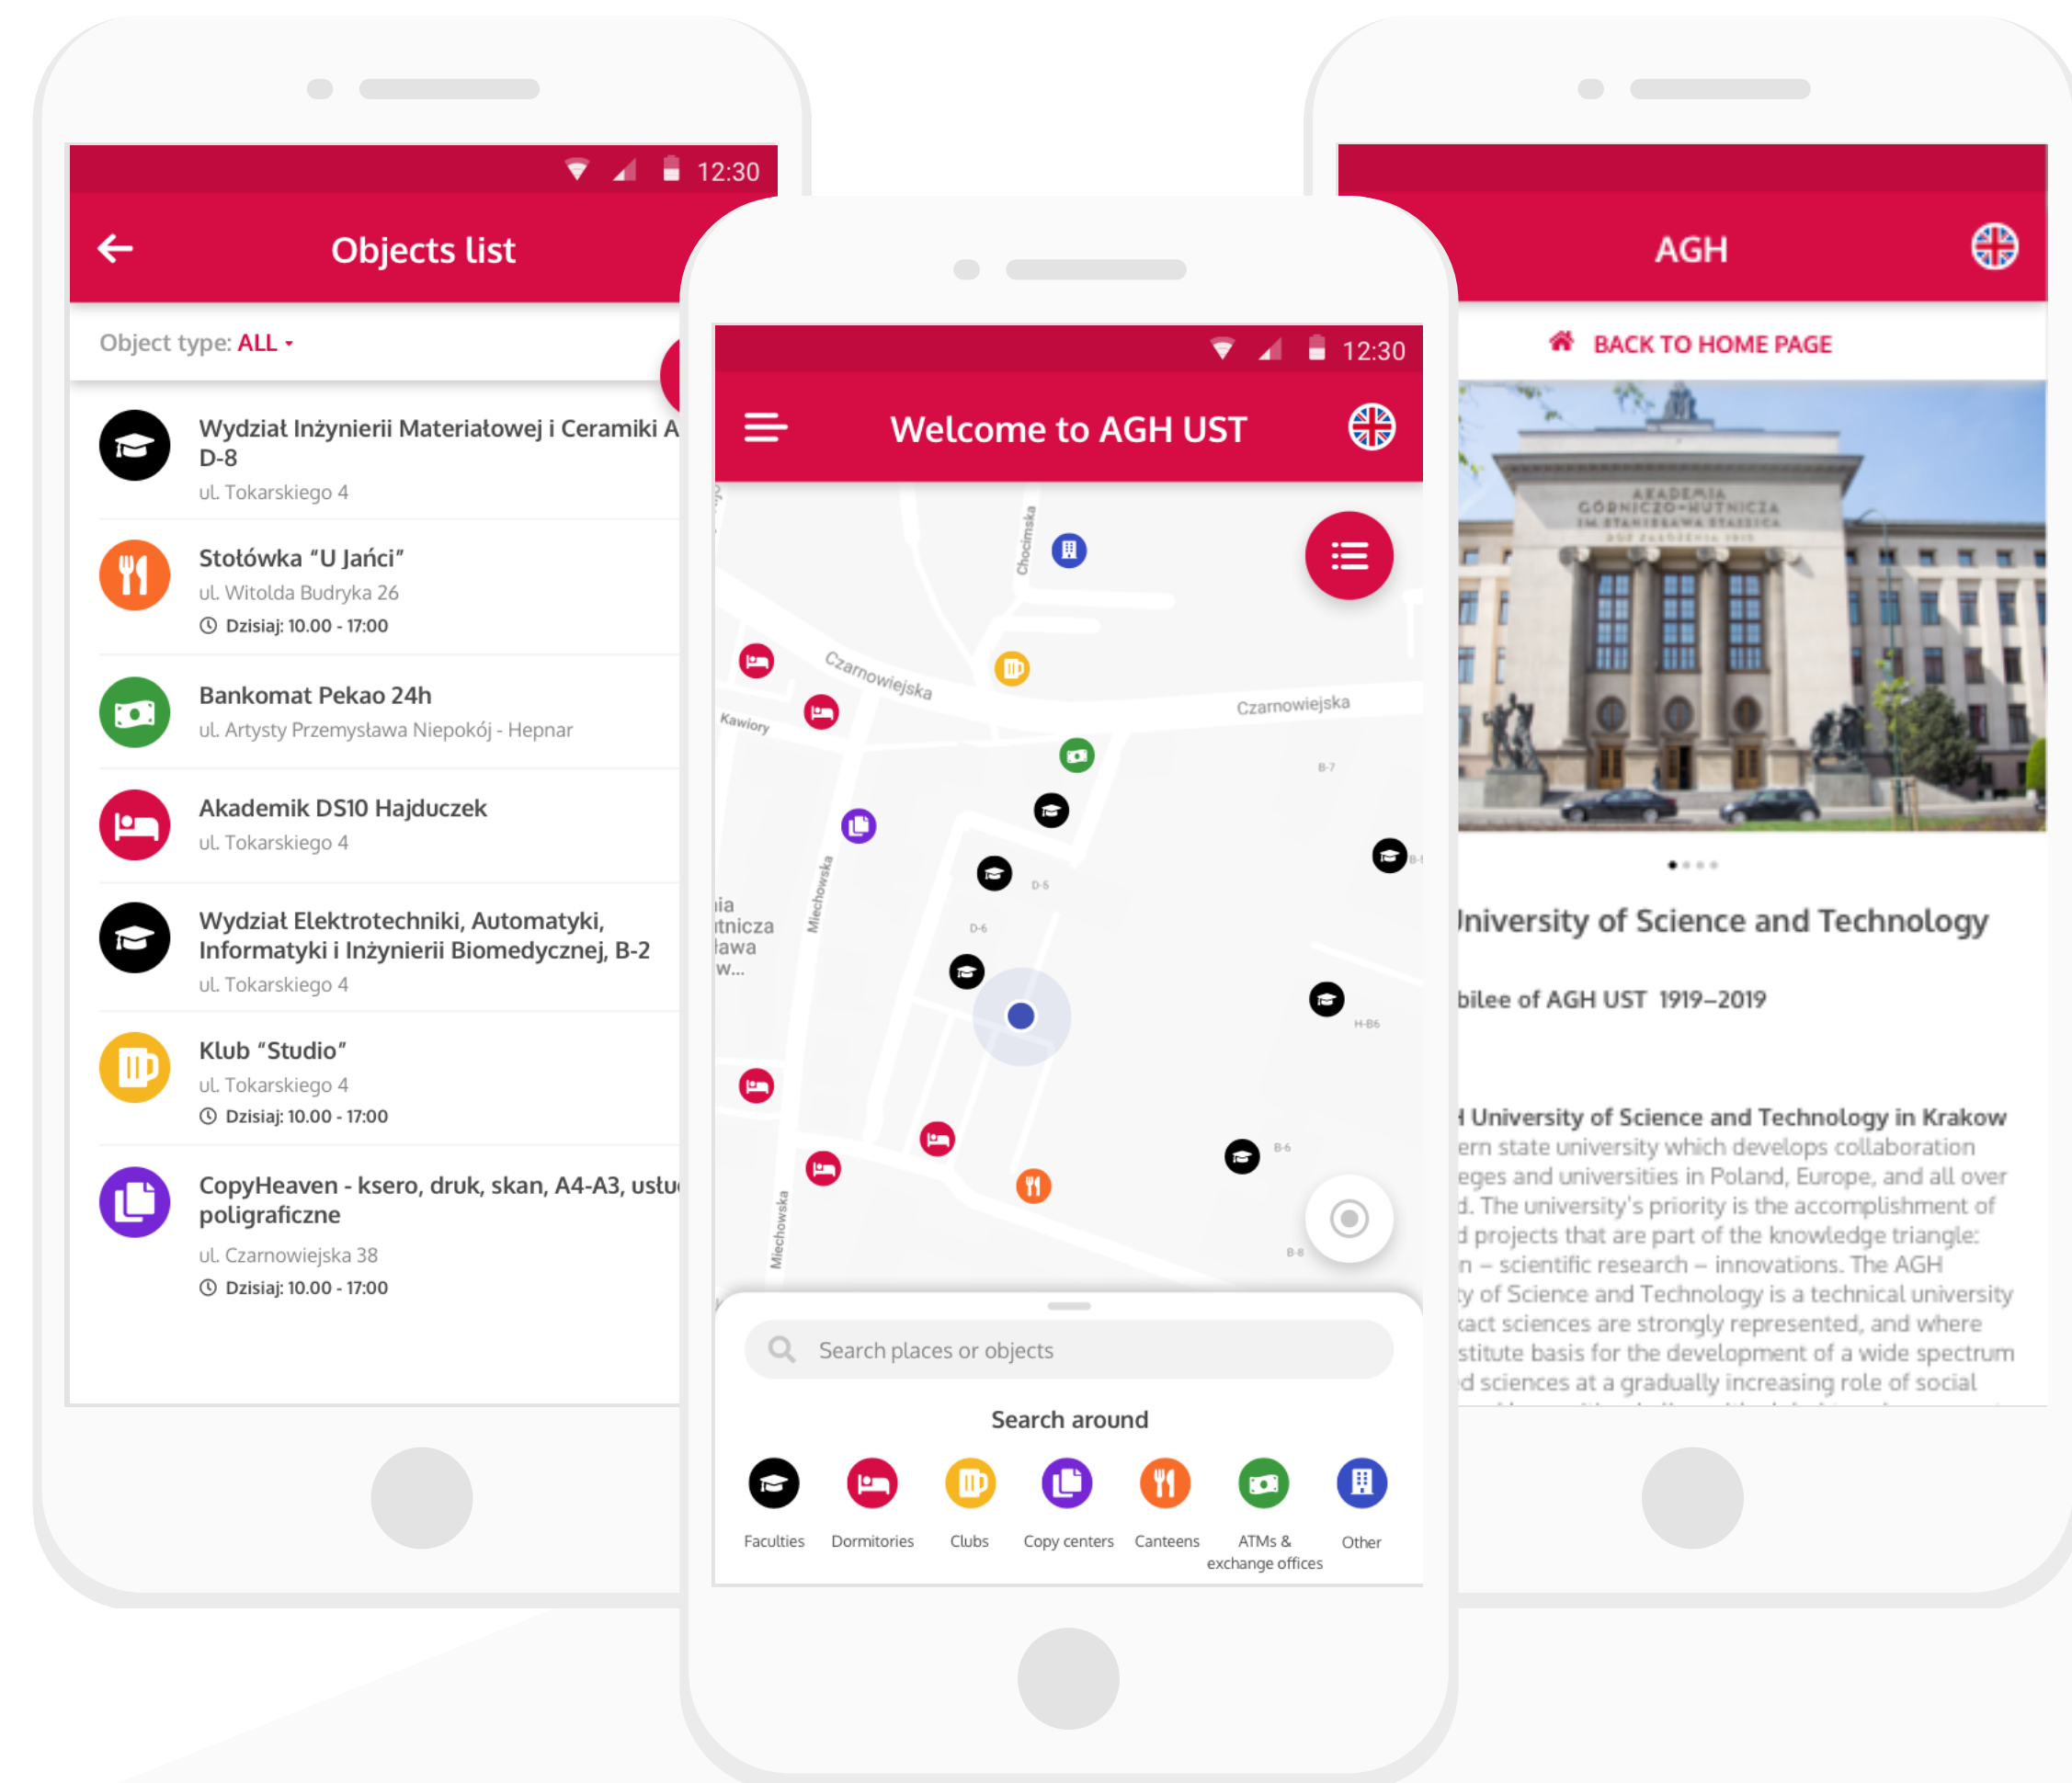 12:30
Objects list
Object type: ALL
Wydział Inżynierii Materiałowej i Ceramiki A
D-8
ul. Tokarskiego 4
Stołówka “U Jańci”
ul. Witolda Budryka 26
Dzisiaj: 10.00 - 17:00
Bankomat Pekao 24h
ul. Artysty Przemysława Niepokój - Hepnar
Akademik DS10 Hajduczek
ul. Tokarskiego 4
Wydział Elektrotechniki, Automatyki,
Informatyki i Inżynierii Biomedycznej, B-2
ul. Tokarskiego 4
Klub “Studio”
ul. Tokarskiego 4
Dzisiaj: 10.00 - 17:00
CopyHeaven - ksero, druk, skan, A4-A3, usłu
poligraficzne
ul. Czarnowiejska 38
Dzisiaj: 10.00 - 17:00
12:30
Welcome to AGH UST
Chocimska
Czarnowiejska
Czarnowiejska
Kawiory
B-7
Miechowska
D-5
D-6
ia
tnicza
ława
w...
H-B6
B-6
B-8
Miechowska
Search places or objects
Search around
Faculties
Dormitories
Clubs
Copy centers
Canteens
ATMs &
exchange offices
Other
AGH
BACK TO HOME PAGE
AKADEMIA
GÓRNICZO-HUTNICZA
IM STANISŁAWA STASZICA
University of Science and Technology
bilee of AGH UST 1919–2019
H University of Science and Technology in Krakow
ern state university which develops collaboration
eges and universities in Poland, Europe, and all over
d. The university's priority is the accomplishment of
d projects that are part of the knowledge triangle:
n – scientific research – innovations. The AGH
ty of Science and Technology is a technical university
xact sciences are strongly represented, and where
stitute basis for the development of a wide spectrum
d sciences at a gradually increasing role of social